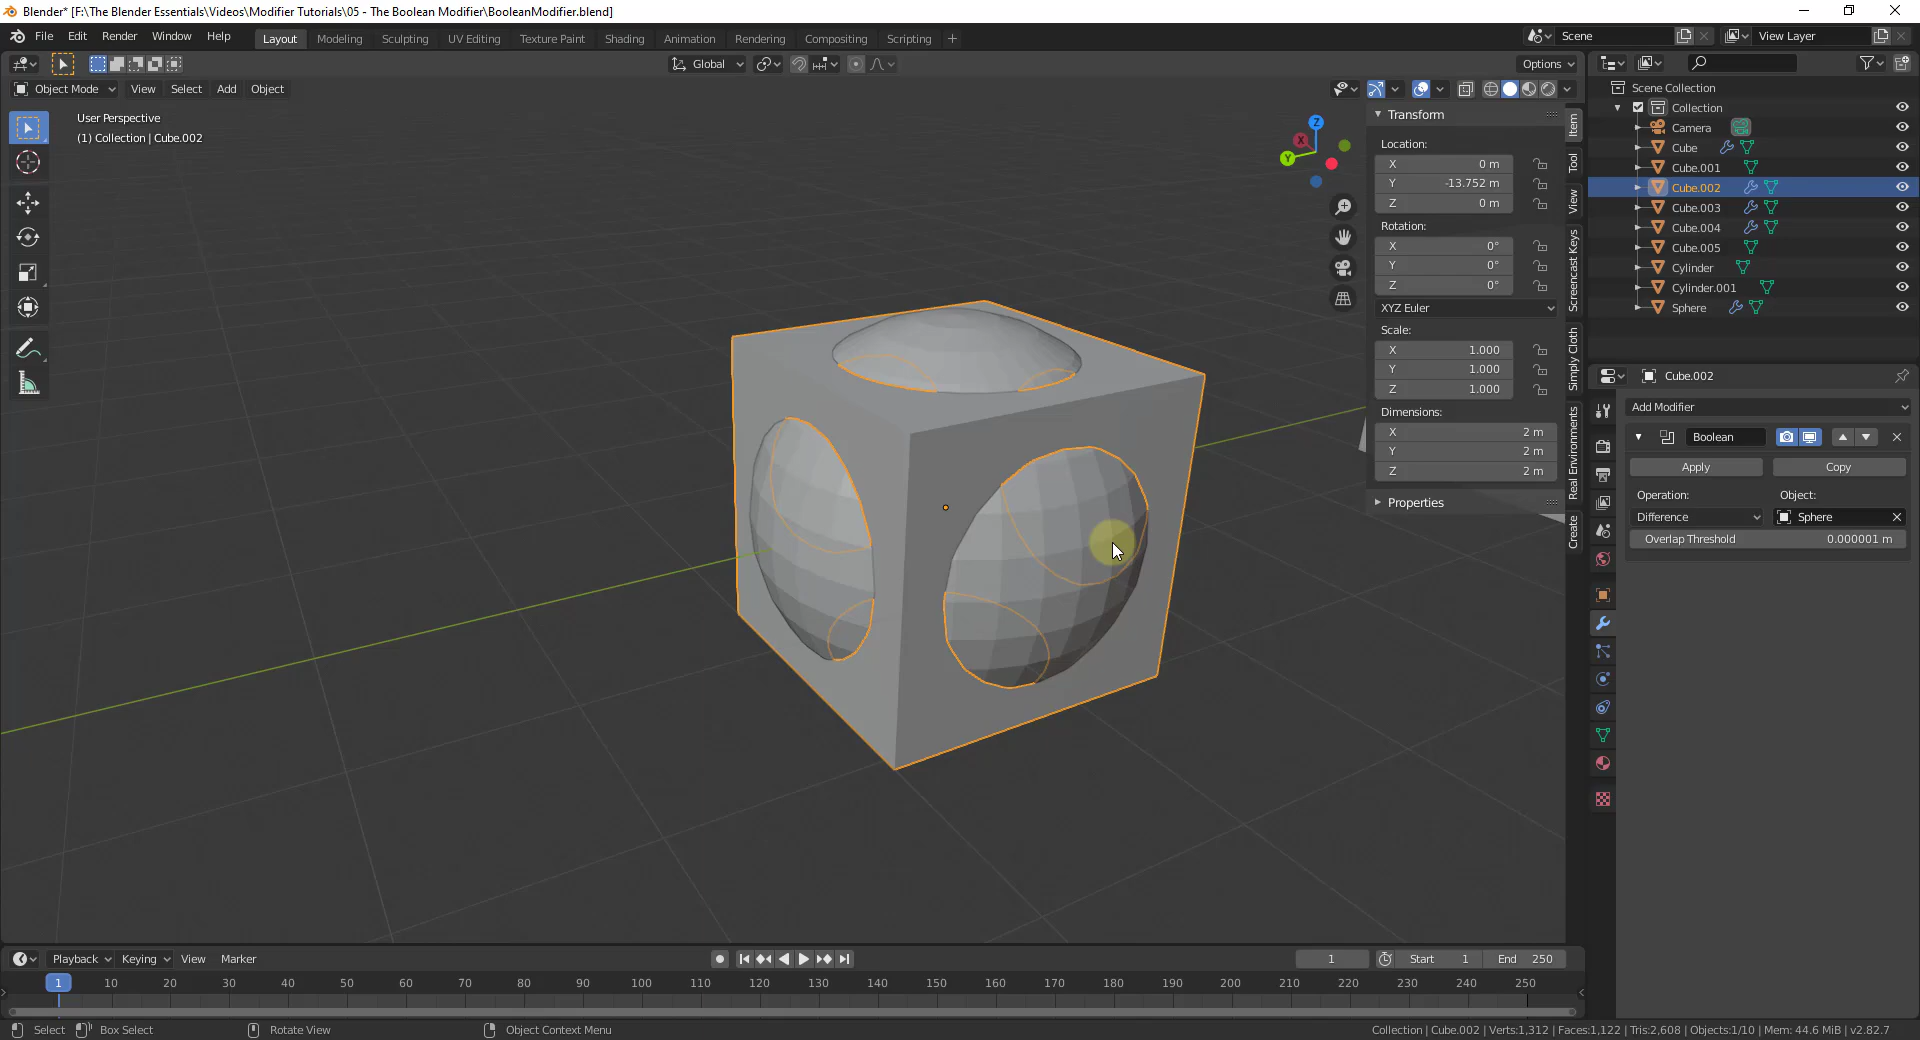 Blender* [F:\The Blender Essentials\Videos\Modifier Tutorials\05 - The Boolean Modifier\BooleanModifier.blend]
File Edit Render Window Help Layout Modeling Sculpting UV Editing Texture Paint Shading Animation Rendering Compositing Scripting + Scene View Layer
Global Options
Object Mode View Select Add Object
User Perspective
(1) Collection | Cube.002
Z
X
Y
Transform
Location:
X 0 m
Y -13.752 m
Z 0 m
Rotation:
X 0°
Y 0°
Z 0°
XYZ Euler
Scale:
X 1.000
Y 1.000
Z 1.000
Dimensions:
X 2 m
Y 2 m
Z 2 m
Properties
Item
Tool
View
Screencast Keys
Simply Cloth
Real Environments
Create
Scene Collection
Collection
Camera
Cube
Cube.001
Cube.002
Cube.003
Cube.004
Cube.005
Cylinder
Cylinder.001
Sphere
Cube.002
Add Modifier
Boolean
Apply Copy
Operation: Object:
Difference Sphere
Overlap Threshold 0.000001 m
Playback Keying View Marker 1 Start 1 End 250
1 10 20 30 40 50 60 70 80 90 100 110 120 130 140 150 160 170 180 190 200 210 220 230 240 250
Select Box Select Rotate View Object Context Menu Collection | Cube.002 | Verts:1,312 | Faces:1,122 | Tris:2,608 | Objects:1/10 | Mem: 44.6 MiB | v2.82.7